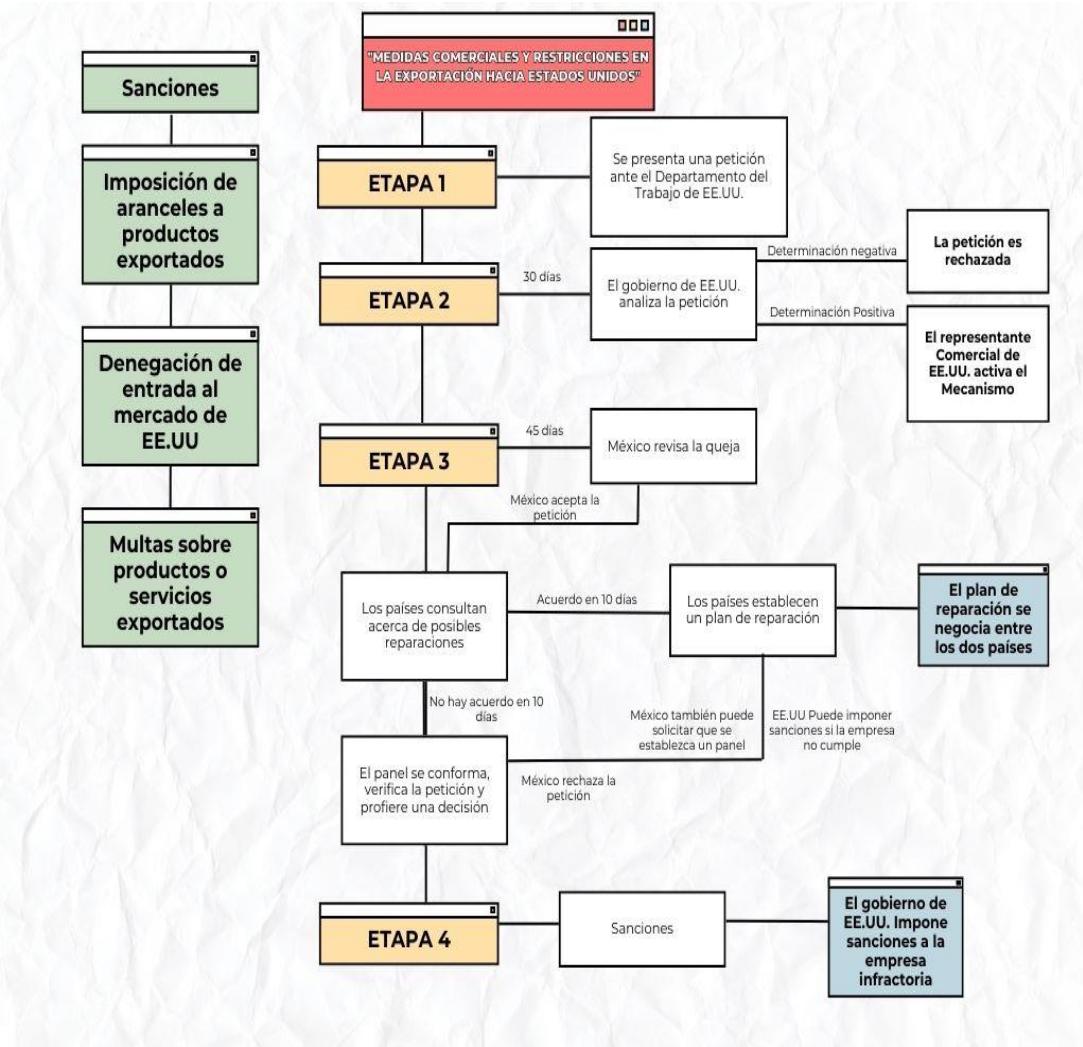 "MEDIDAS COMERCIALES Y RESTRICCIONES EN
LA EXPORTACIÓN HACIA ESTADOS UNIDOS"
Sanciones
Imposición de
aranceles a
productos
exportados
Denegación de
entrada al
mercado de
EE.UU
Multas sobre
productos o
servicios
exportados
ETAPA 1
Se presenta una petición
ante el Departamento del
Trabajo de EE.UU.
ETAPA 2
30 días
El gobierno de EE.UU.
analiza la petición
Determinación negativa
La petición es
rechazada
Determinación Positiva
El representante
Comercial de
EE.UU. activa el
Mecanismo
ETAPA 3
45 días
México revisa la queja
México acepta la
petición
Los países consultan
acerca de posibles
reparaciones
Acuerdo en 10 días
Los países establecen
un plan de reparación
El plan de
reparación se
negocia entre
los dos países
No hay acuerdo en 10
días
México también puede
solicitar que se
establezca un panel
EE.UU Puede imponer
sanciones si la empresa
no cumple
El panel se conforma,
verifica la petición y
profiere una decisión
México rechaza la
petición
ETAPA 4
Sanciones
El gobierno de
EE.UU. Impone
sanciones a la
empresa
infractoria